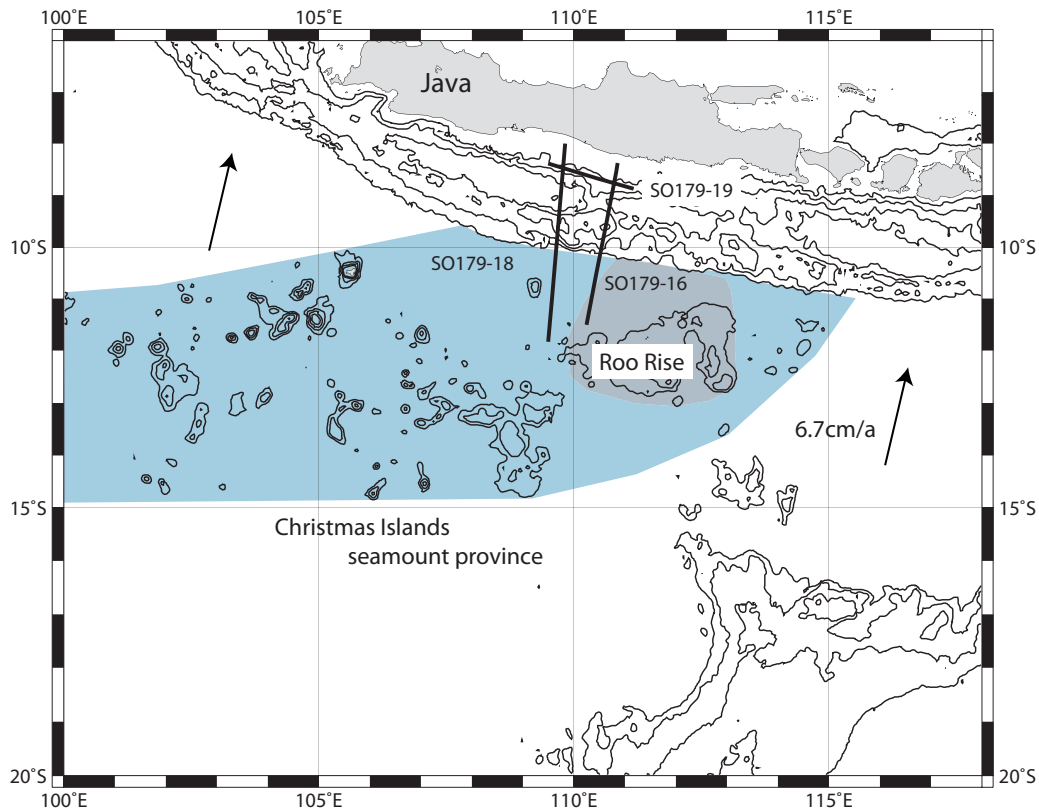 100°E
105°E
110°E
115°E
Java
SO179-19
10°S
10°S
SO179-18
SO179-16
Roo Rise
6.7cm/a
15°S
15°S
Christmas Islands
seamount province
20°S
20°S
100°E
105°E
110°E
115°E